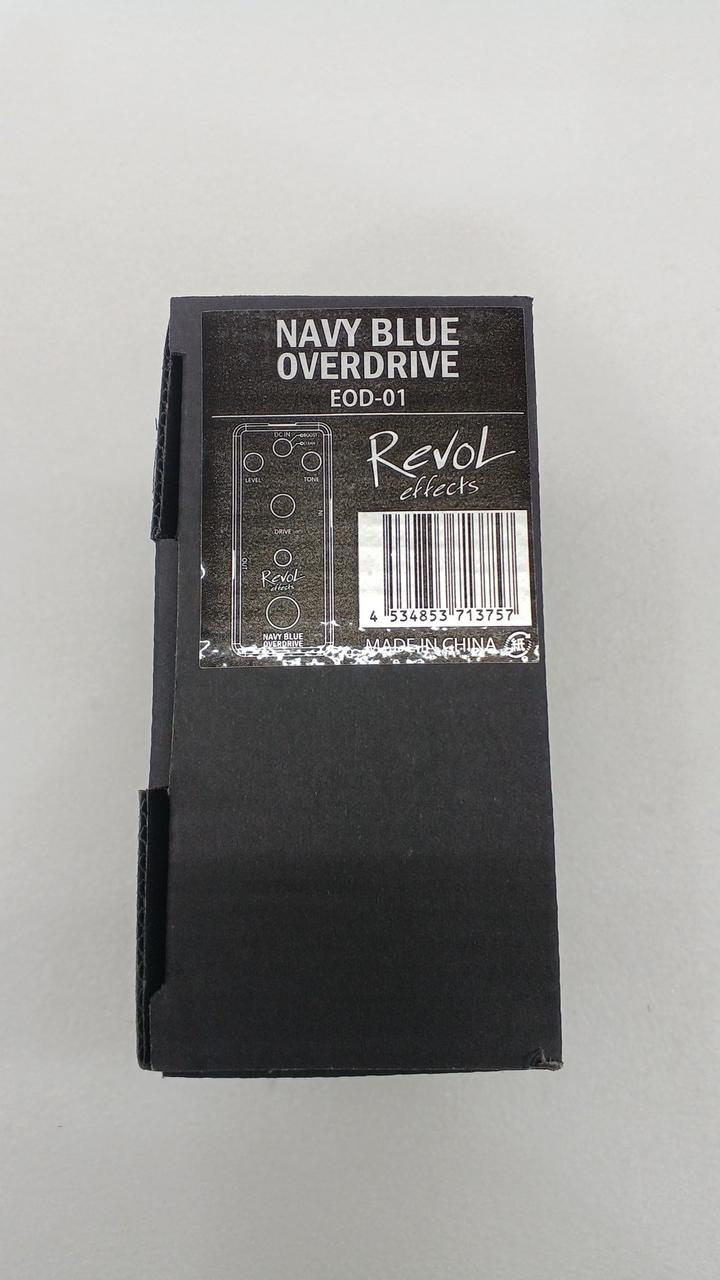 NAVY BLUE
OVERDRIVE
EOD-01
DC IN
BOOST
CLEAN
LEVEL
TONE
IN
DRIVE
OUT
Revol
effects
NAVY BLUE
OVERDRIVE
Revol
effects
4 534853 713757
MADE IN CHINA
紙